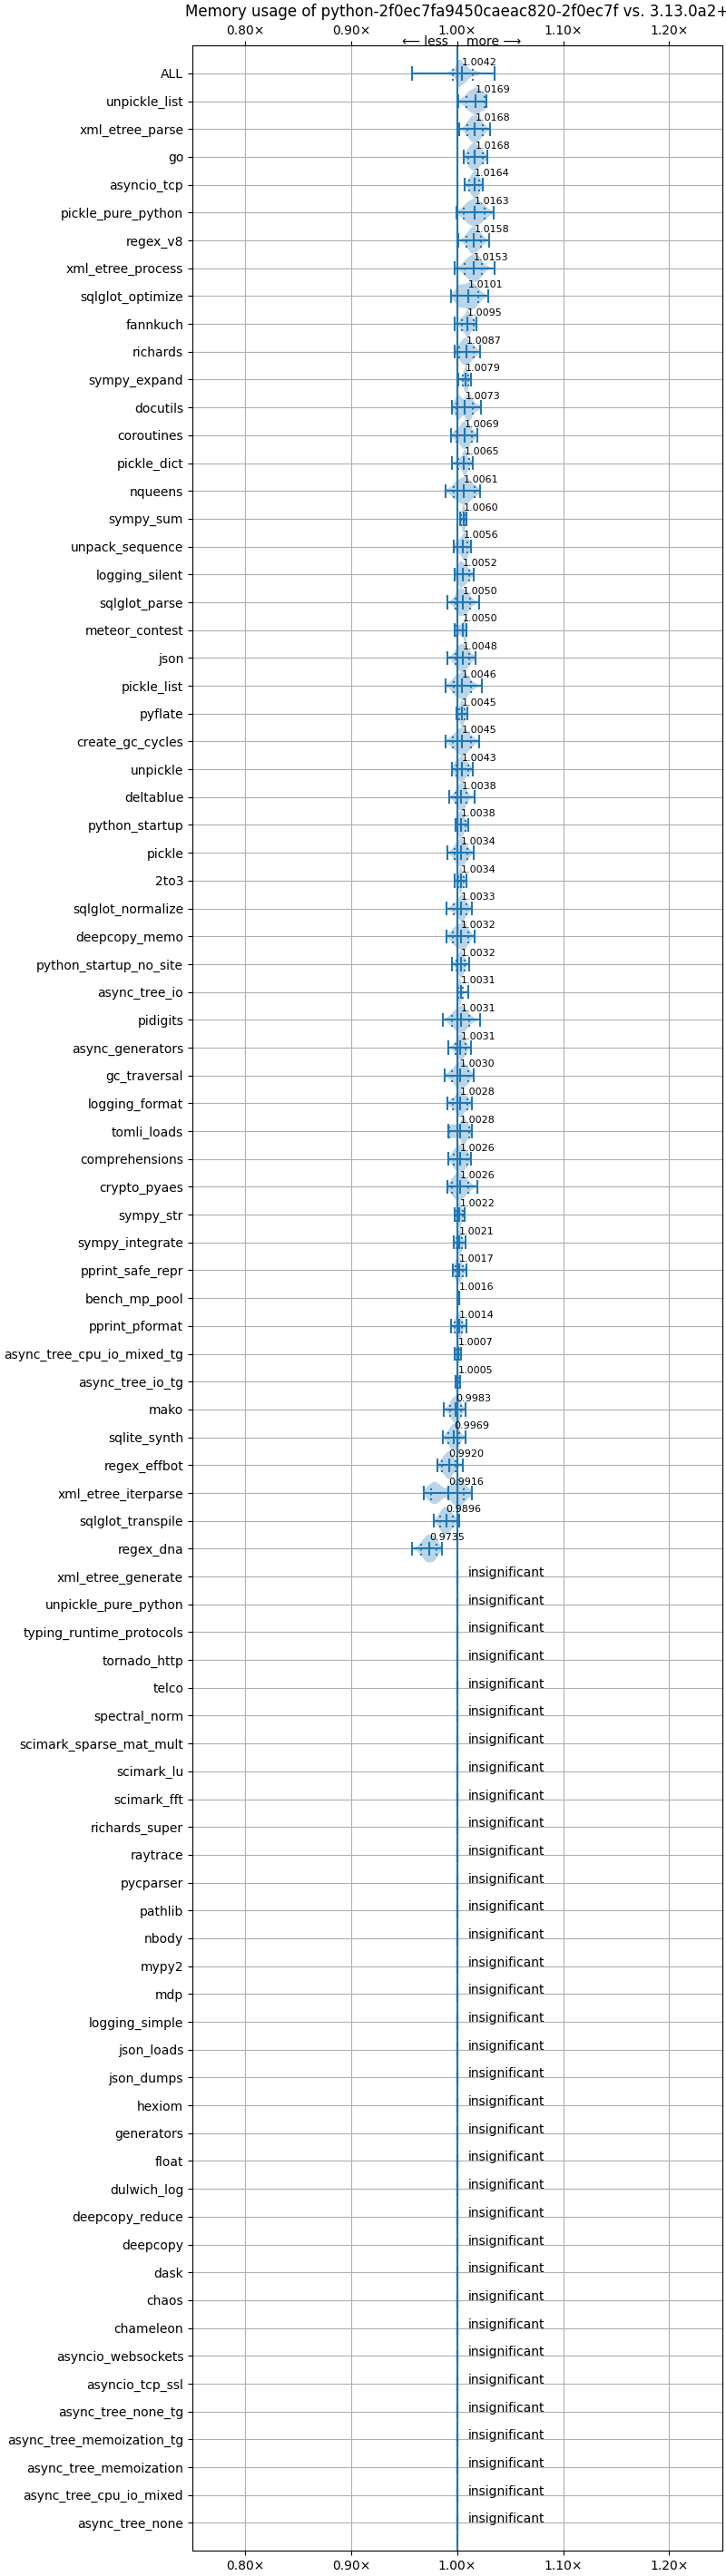 Memory usage of python-2f0ec7fa9450caeac820-2f0ec7f vs. 3.13.0a2+
0.80× 0.90× 1.00× 1.10× 1.20×
⟵ less more ⟶
ALL 1.0042
unpickle_list 1.0169
xml_etree_parse 1.0168
go 1.0168
asyncio_tcp 1.0164
pickle_pure_python 1.0163
regex_v8 1.0158
xml_etree_process 1.0153
sqlglot_optimize 1.0101
fannkuch 1.0095
richards 1.0087
sympy_expand 1.0079
docutils 1.0073
coroutines 1.0069
pickle_dict 1.0065
nqueens 1.0061
sympy_sum 1.0060
unpack_sequence 1.0056
logging_silent 1.0052
sqlglot_parse 1.0050
meteor_contest 1.0050
json 1.0048
pickle_list 1.0046
pyflate 1.0045
create_gc_cycles 1.0045
unpickle 1.0043
deltablue 1.0038
python_startup 1.0038
pickle 1.0034
2to3 1.0034
sqlglot_normalize 1.0033
deepcopy_memo 1.0032
python_startup_no_site 1.0032
async_tree_io 1.0031
pidigits 1.0031
async_generators 1.0031
gc_traversal 1.0030
logging_format 1.0028
tomli_loads 1.0028
comprehensions 1.0026
crypto_pyaes 1.0026
sympy_str 1.0022
sympy_integrate 1.0021
pprint_safe_repr 1.0017
bench_mp_pool 1.0016
pprint_pformat 1.0014
async_tree_cpu_io_mixed_tg 1.0007
async_tree_io_tg 1.0005
mako 0.9983
sqlite_synth 0.9969
regex_effbot 0.9920
xml_etree_iterparse 0.9916
sqlglot_transpile 0.9896
regex_dna 0.9735
xml_etree_generate insignificant
unpickle_pure_python insignificant
typing_runtime_protocols insignificant
tornado_http insignificant
telco insignificant
spectral_norm insignificant
scimark_sparse_mat_mult insignificant
scimark_lu insignificant
scimark_fft insignificant
richards_super insignificant
raytrace insignificant
pycparser insignificant
pathlib insignificant
nbody insignificant
mypy2 insignificant
mdp insignificant
logging_simple insignificant
json_loads insignificant
json_dumps insignificant
hexiom insignificant
generators insignificant
float insignificant
dulwich_log insignificant
deepcopy_reduce insignificant
deepcopy insignificant
dask insignificant
chaos insignificant
chameleon insignificant
asyncio_websockets insignificant
asyncio_tcp_ssl insignificant
async_tree_none_tg insignificant
async_tree_memoization_tg insignificant
async_tree_memoization insignificant
async_tree_cpu_io_mixed insignificant
async_tree_none insignificant
0.80× 0.90× 1.00× 1.10× 1.20×